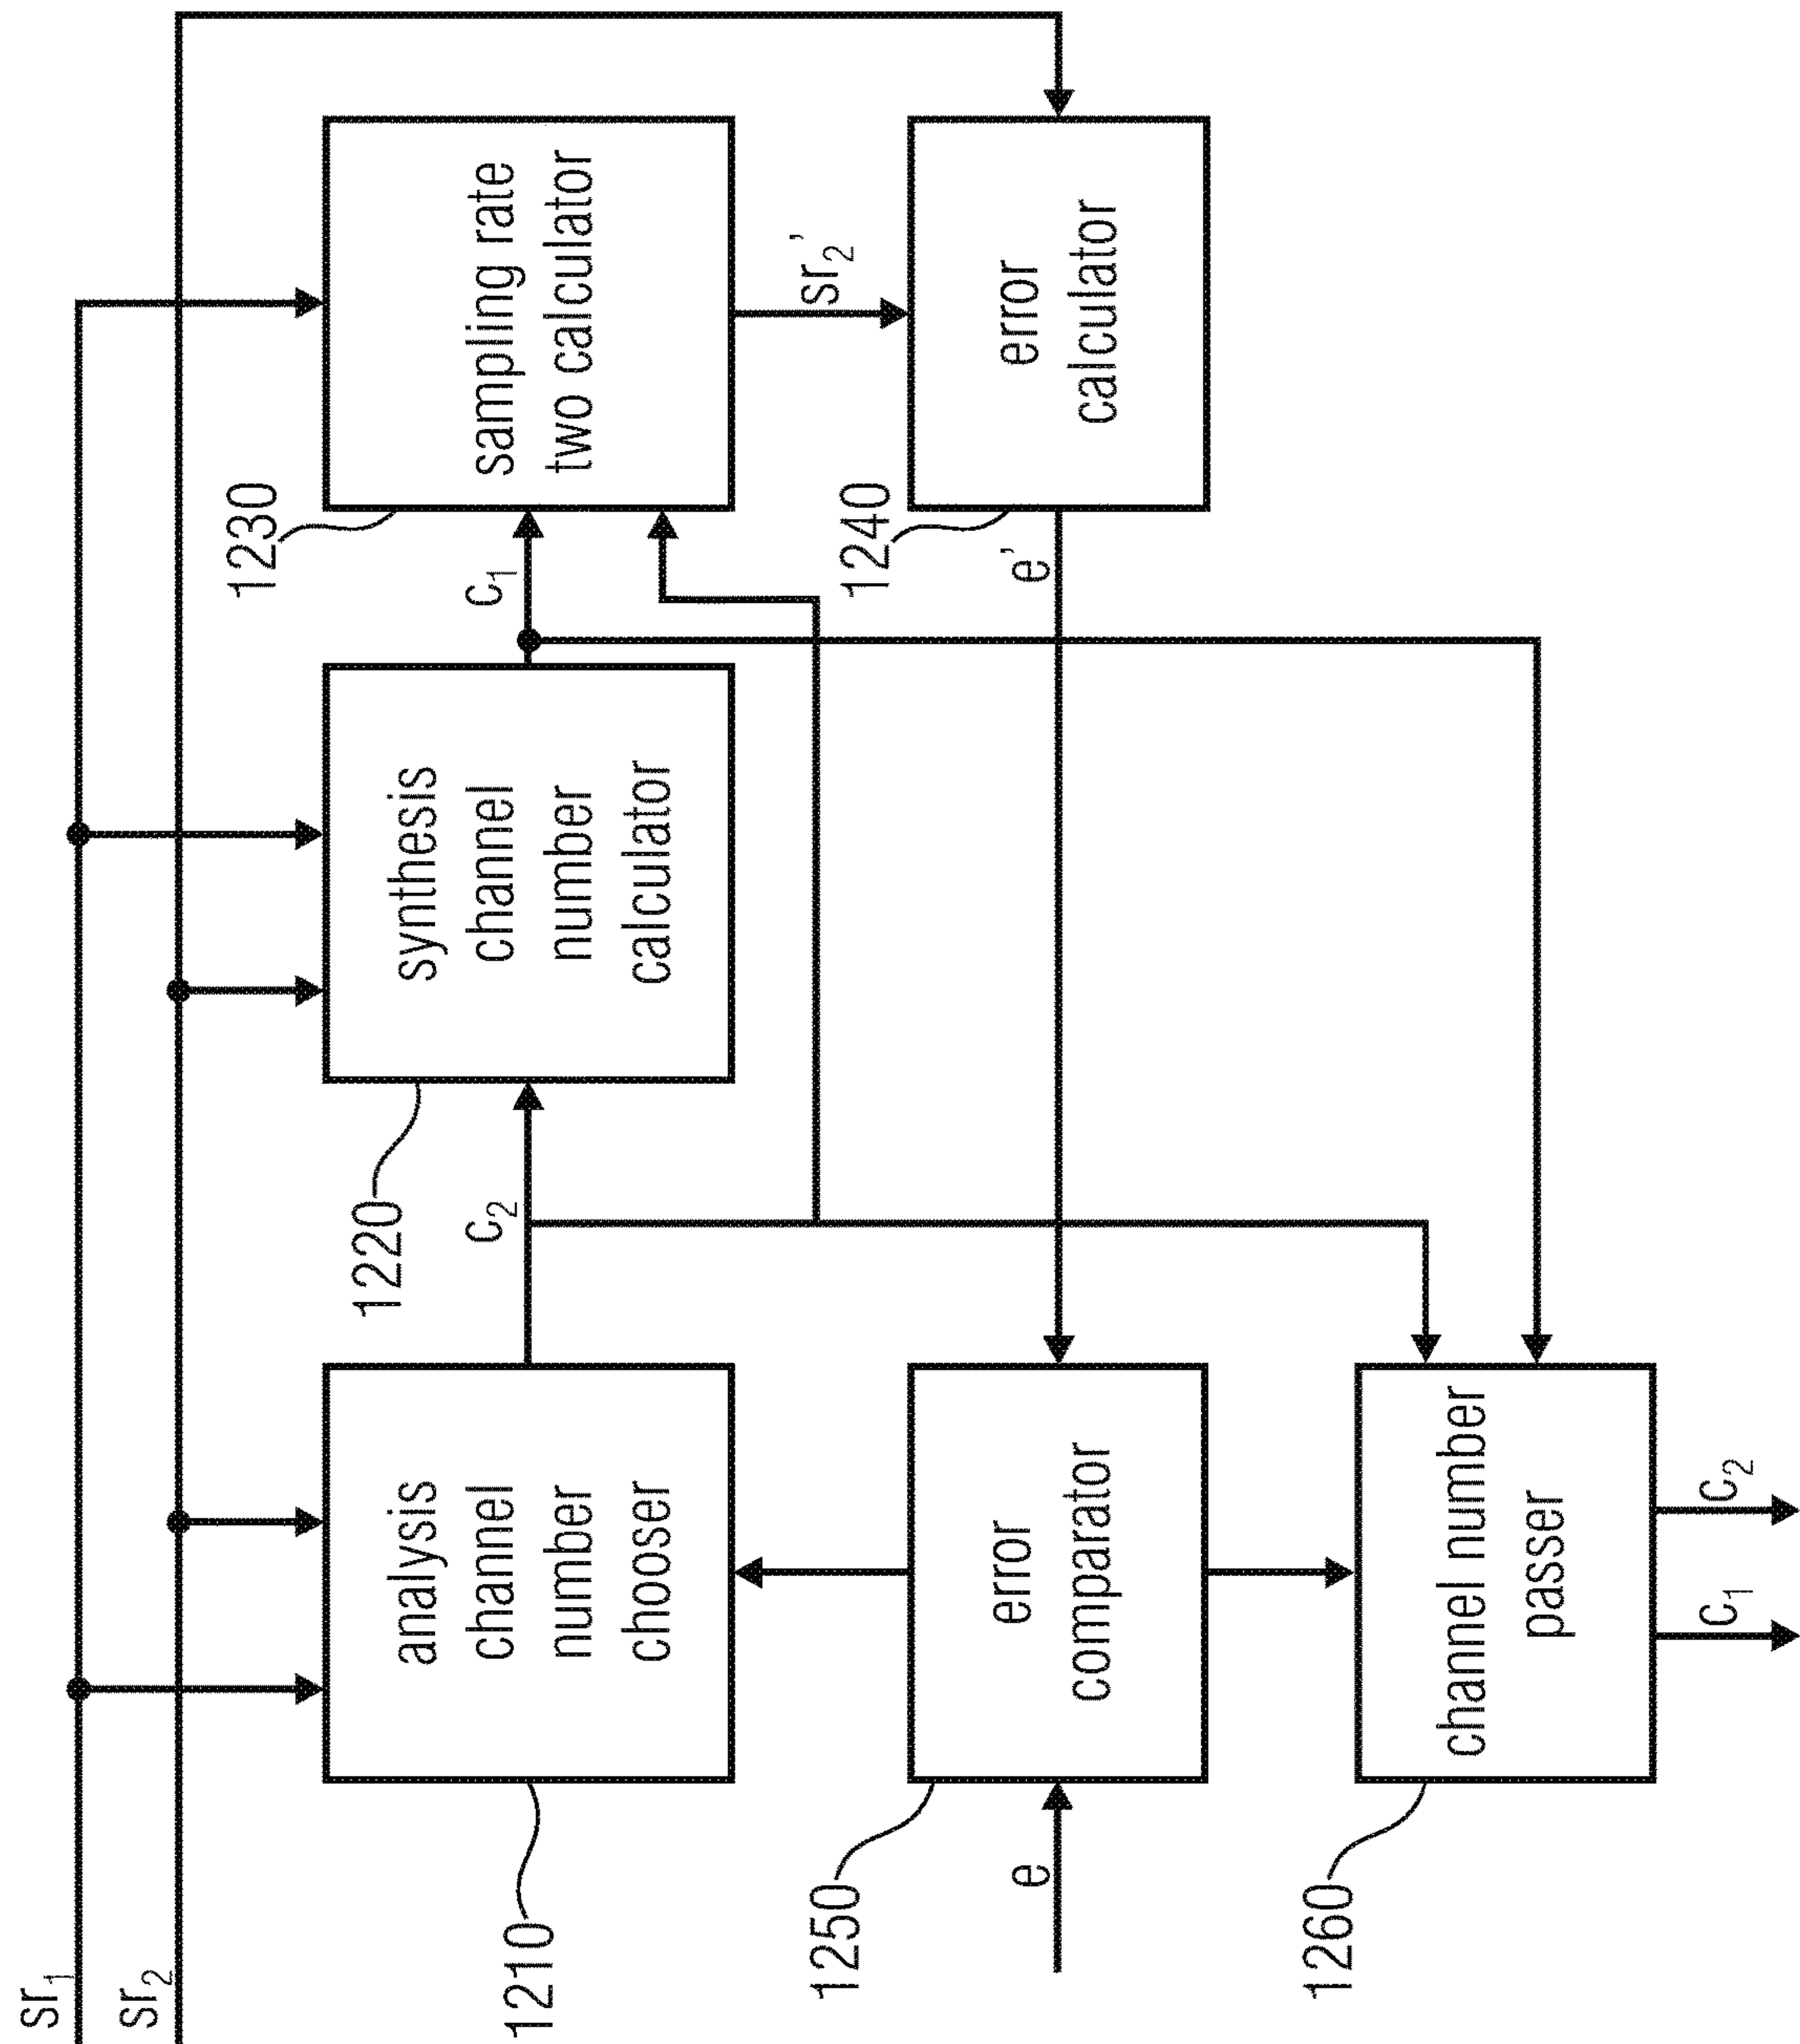 sr₁
sr₂
1210
analysis
channel
number
chooser
c₂
1220
synthesis
channel
number
calculator
c₁
1230
sampling rate
two calculator
sr₂'
1240
error
calculator
e'
1250
e
error
comparator
1260
channel number
passer
c₁
c₂